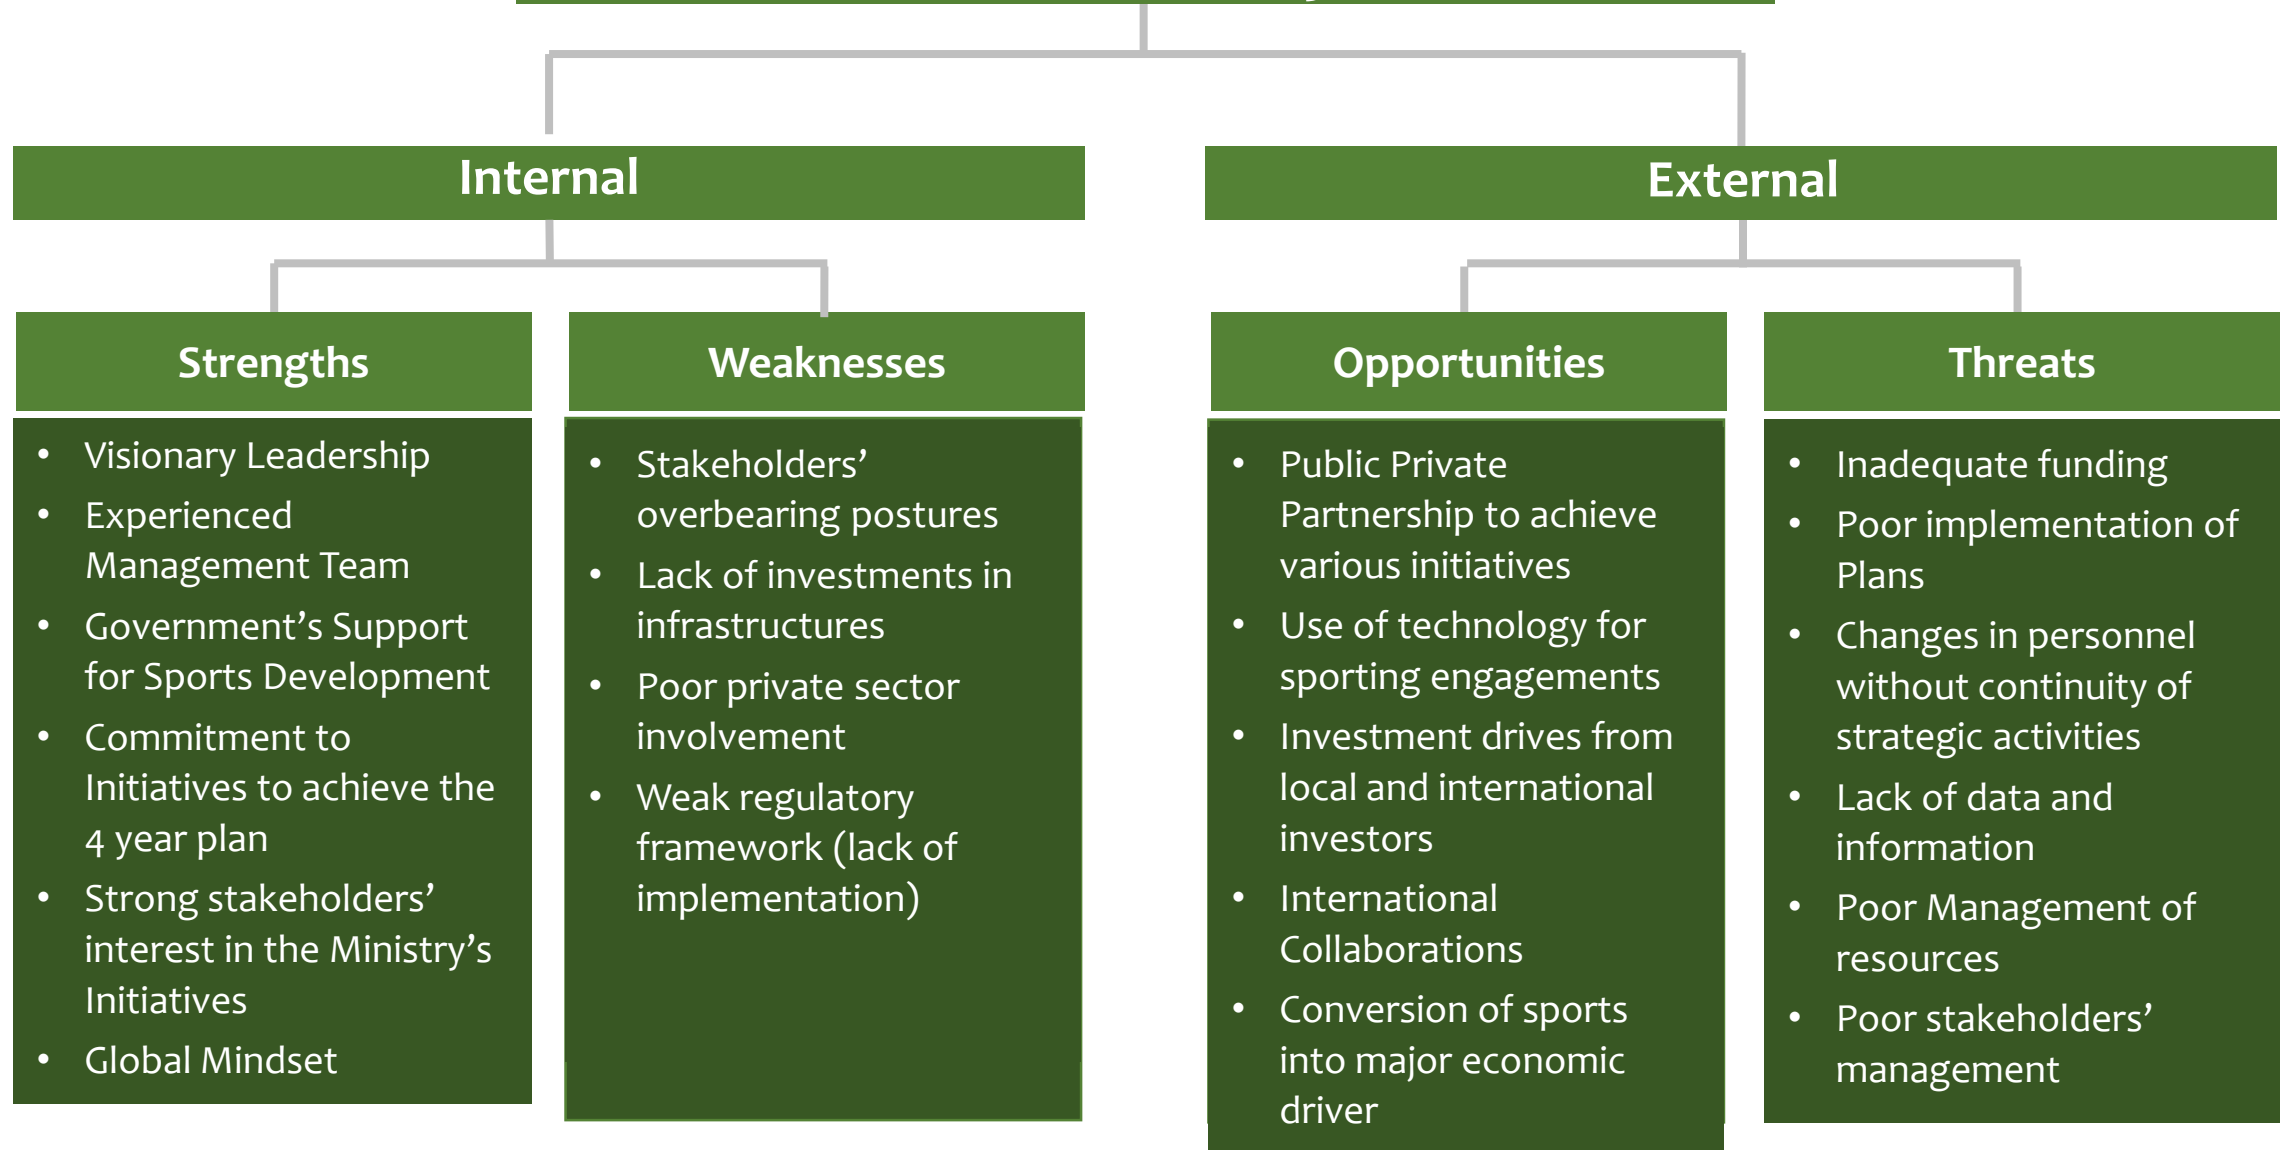 Internal
External
Strengths
Weaknesses
Opportunities
Threats
• Visionary Leadership
• Experienced
Management Team
• Government’s Support
for Sports Development
• Commitment to
Initiatives to achieve the
4 year plan
• Strong stakeholders’
interest in the Ministry’s
Initiatives
• Global Mindset
• Stakeholders’
overbearing postures
• Lack of investments in
infrastructures
• Poor private sector
involvement
• Weak regulatory
framework (lack of
implementation)
• Public Private
Partnership to achieve
various initiatives
• Use of technology for
sporting engagements
• Investment drives from
local and international
investors
• International
Collaborations
• Conversion of sports
into major economic
driver
• Inadequate funding
• Poor implementation of
Plans
• Changes in personnel
without continuity of
strategic activities
• Lack of data and
information
• Poor Management of
resources
• Poor stakeholders’
management